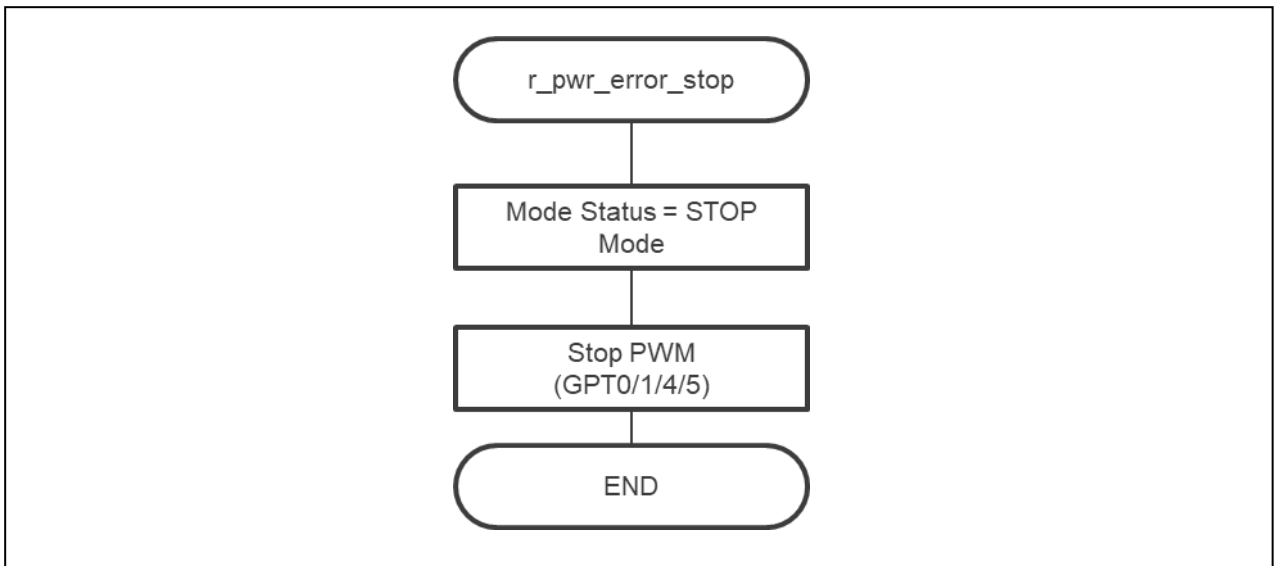 r_pwr_error_stop
Mode Status = STOP
Mode
Stop PWM
(GPT0/1/4/5)
END